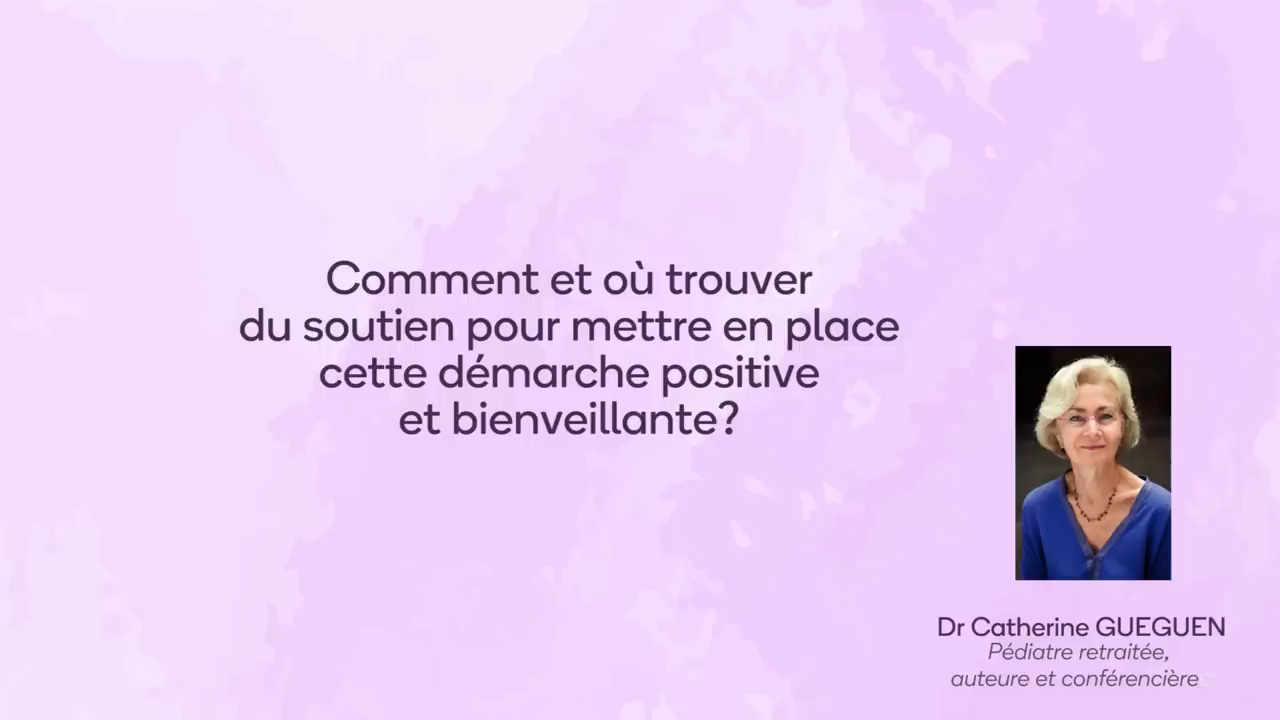 Comment et où trouver
du soutien pour mettre en place
cette démarche positive
et bienveillante?
Dr Catherine GUEGUEN
Pédiatre retraitée,
auteure et conférencière